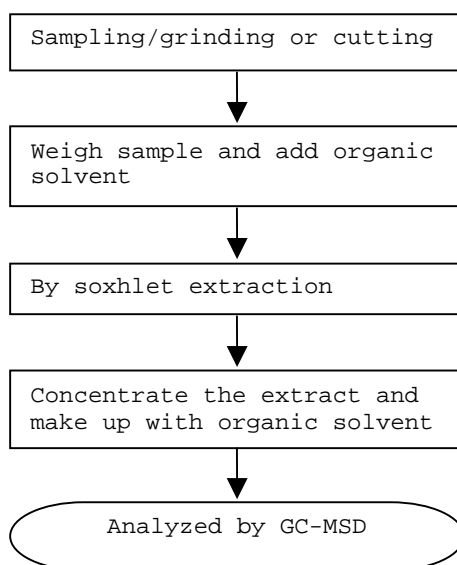 Sampling/grinding or cutting
Weigh sample and add organic
solvent
By soxhlet extraction
Concentrate the extract and
make up with organic solvent
Analyzed by GC-MSD